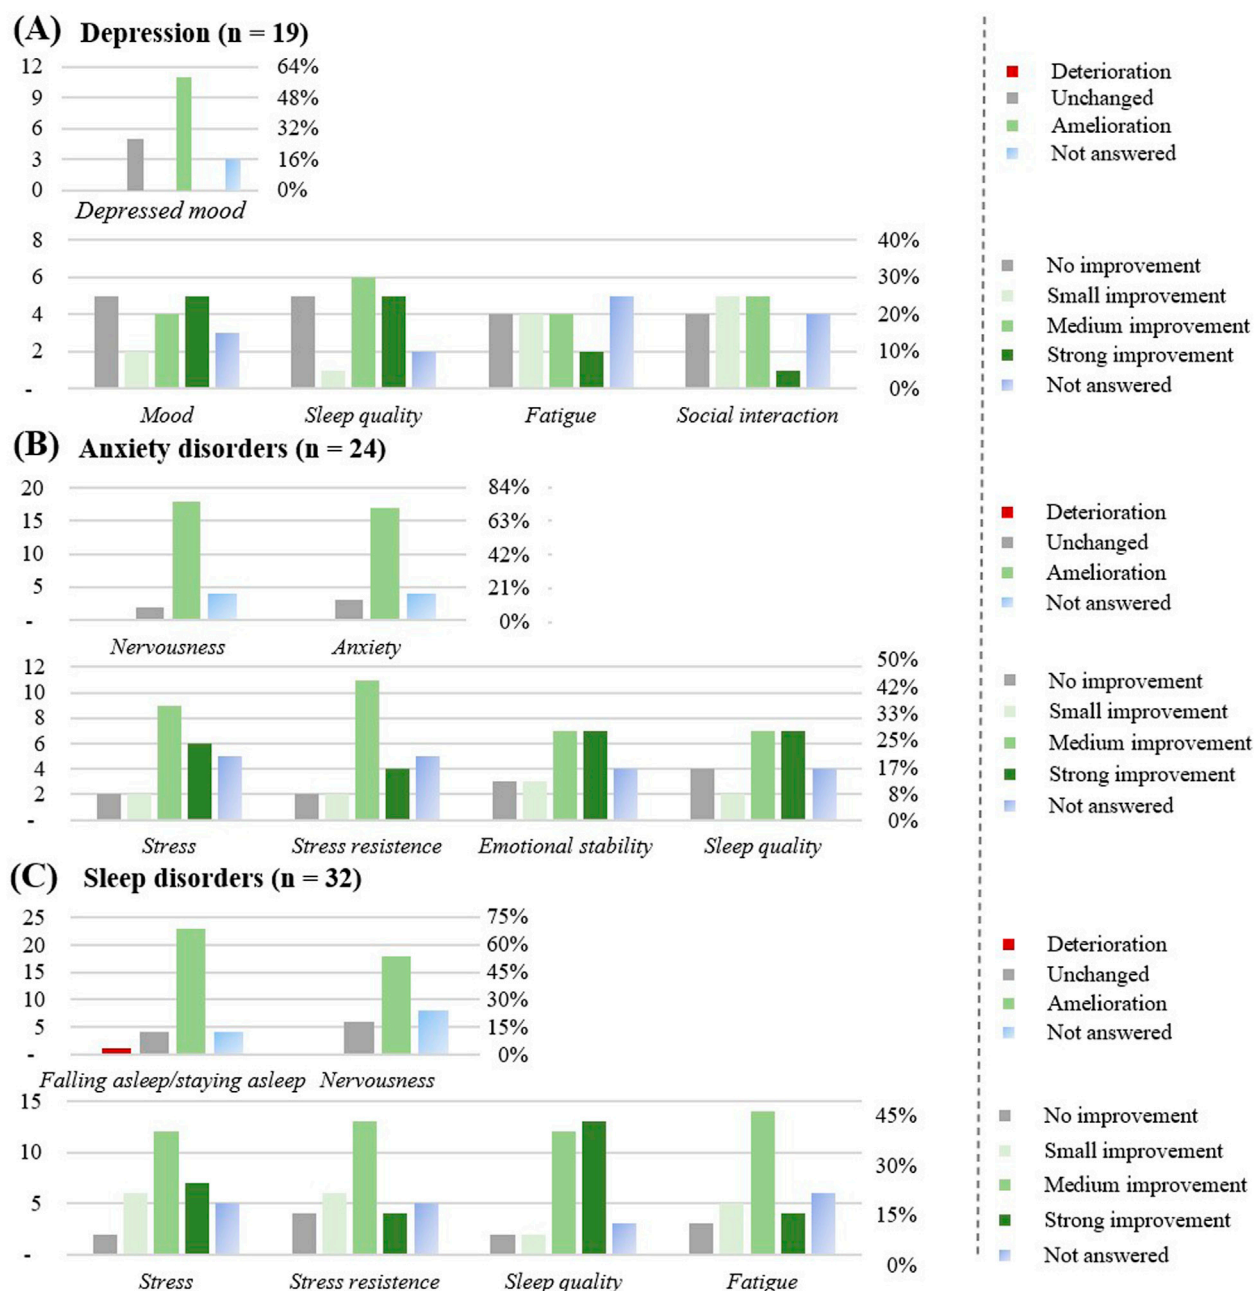 (A) Depression (n = 19)
12 64%
9 48%
6 32%
3 16%
0 0%
Depressed mood
Deterioration
Unchanged
Amelioration
Not answered
8 40%
6 30%
4 20%
2 10%
- 0%
Mood Sleep quality Fatigue Social interaction
No improvement
Small improvement
Medium improvement
Strong improvement
Not answered
(B) Anxiety disorders (n = 24)
20 84%
15 63%
10 42%
5 21%
- 0%
Nervousness Anxiety
Deterioration
Unchanged
Amelioration
Not answered
12 50%
10 42%
8 33%
6 25%
4 17%
2 8%
- 0%
Stress Stress resistence Emotional stability Sleep quality
No improvement
Small improvement
Medium improvement
Strong improvement
Not answered
(C) Sleep disorders (n = 32)
25 75%
20 60%
15 45%
10 30%
5 15%
- 0%
Falling asleep/staying asleep Nervousness
Deterioration
Unchanged
Amelioration
Not answered
15 45%
10 30%
5 15%
- 0%
Stress Stress resistence Sleep quality Fatigue
No improvement
Small improvement
Medium improvement
Strong improvement
Not answered